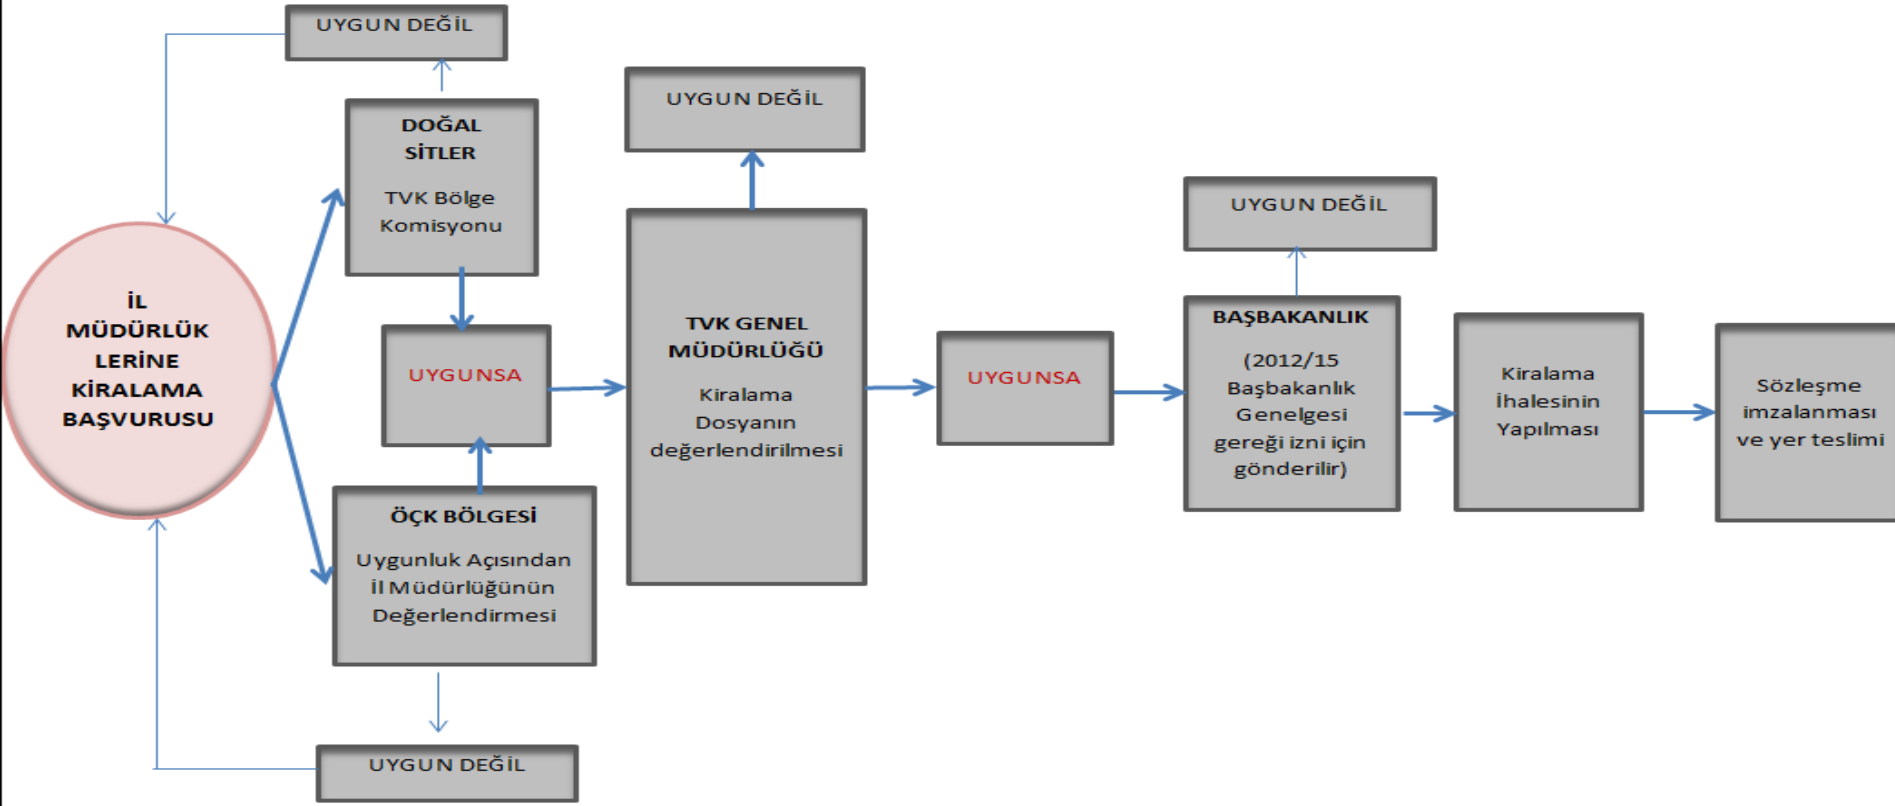 UYGUN DEĞİL
DOĞAL
SİTLER
TVK Bölge
Komisyonu
İL
MÜDÜRLÜK
LERİNE
KİRALAMA
BAŞVURUSU
UYGUNSA
ÖÇK BÖLGESİ
Uygunluk Açısından
İl Müdürlüğünün
Değerlendirmesi
UYGUN DEĞİL
UYGUN DEĞİL
TVK GENEL
MÜDÜRLÜĞÜ
Kiralama
Dosyanın
değerlendirilmesi
UYGUNSA
UYGUN DEĞİL
BAŞBAKANLIK
(2012/15
Başbakanlık
Genelgesi
gereği izni için
gönderilir)
Kiralama
İhalesinin
Yapılması
Sözleşme
imzalanması
ve yer teslimi